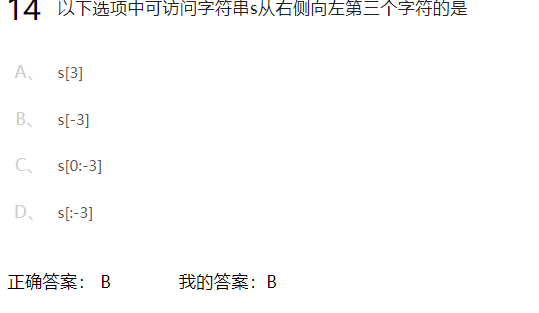 14 以下选项中可访问字符串s从右侧向左第三个字符的是
A、 s[3]
B、 s[-3]
C、 s[0:-3]
D、 s[:-3]
正确答案： B 我的答案：B